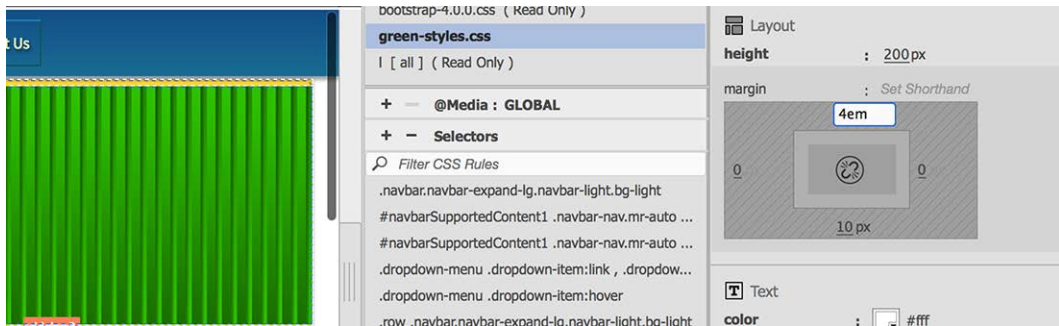 t Us
bootstrap-4.0.0.css ( Read Only )
green-styles.css
I [ all ] ( Read Only )
+ − @Media : GLOBAL
+ − Selectors
Filter CSS Rules
.navbar.navbar-expand-lg.navbar-light.bg-light
#navbarSupportedContent1 .navbar-nav.mr-auto ...
#navbarSupportedContent1 .navbar-nav.mr-auto ...
.dropdown-menu .dropdown-item:link , .dropdow...
.dropdown-menu .dropdown-item:hover
.row .navbar.navbar-expand-lg.navbar-light.bg-light
Layout
height : 200 px
margin : Set Shorthand
4em
0 0
10 px
T Text
color : #fff